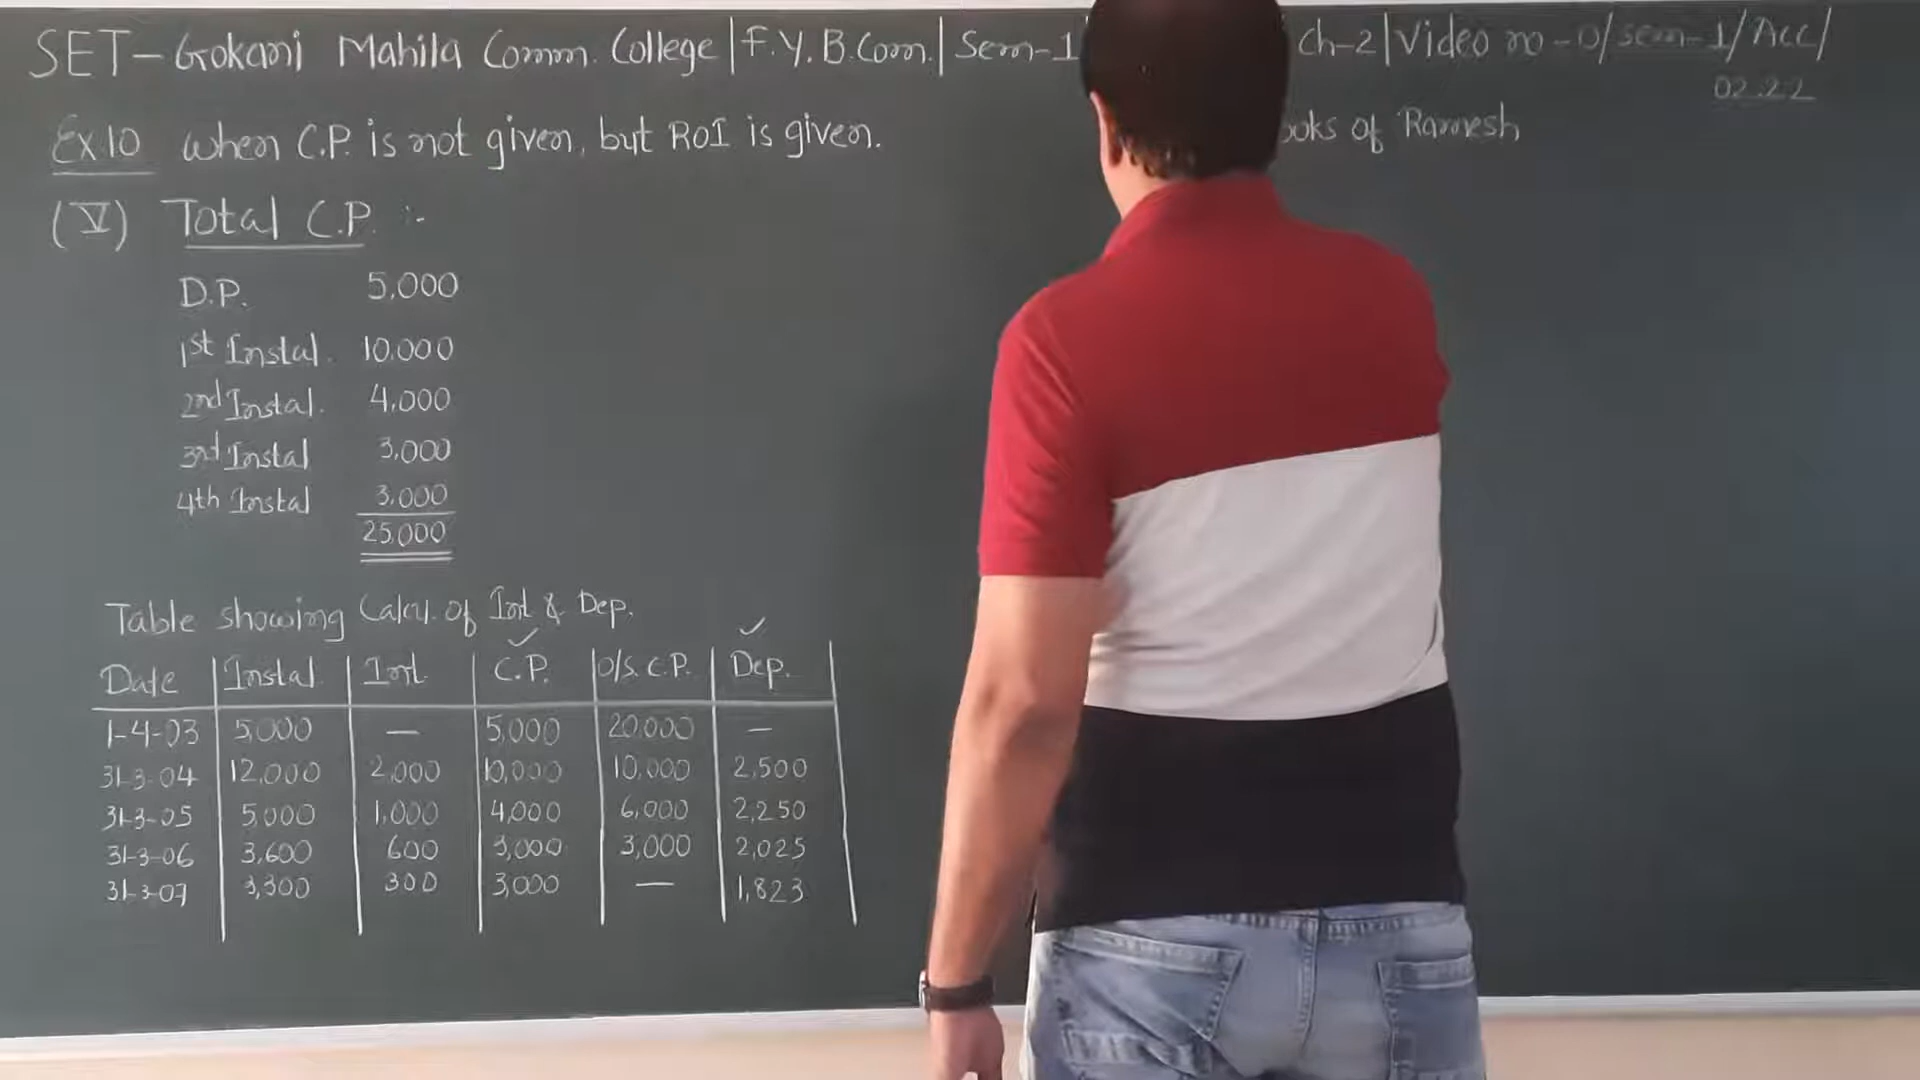 SET - Gokani Mahila Comm. College | F.Y. B.Com. | Sem-1 Ch-2 | Video no - 0/sem-1/Acc/
02.22
Ex10 when C.P. is not given, but ROI is given.
of Ramesh
(V) Total C.P. :-
D.P. 5,000
1st Instal. 10,000
2nd Instal. 4,000
3rd Instal 3,000
4th Instal 3,000
25,000
Table showing Calcu. of Int & Dep.
Date Instal. Int. C.P. O/s. C.P. Dep.
1-4-03 5,000 — 5,000 20,000 —
31-3-04 12,000 2,000 10,000 10,000 2,500
31-3-05 5,000 1,000 4,000 6,000 2,250
31-3-06 3,600 600 3,000 3,000 2,025
31-3-07 3,300 300 3,000 — 1,823